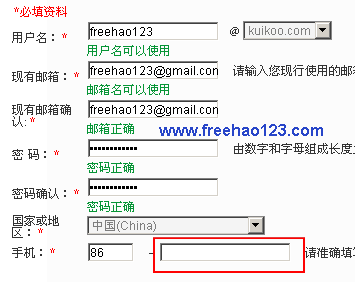 *必填资料
用户名：* freehao123 @ kuikoo.com
用户名可以使用
现有邮箱：* freehao123@gmail.con 请输入您现行使用的邮
邮箱名可以使用
现有邮箱确认:* freehao123@gmail.con
邮箱正确
www.freehao123.com
密 码：* •••••••••••• 由数字和字母组成长度
密码正确
密码确认：* ••••••••••••
密码正确
国家或地区：* 中国(China)
手机：* 86 - 请准确填